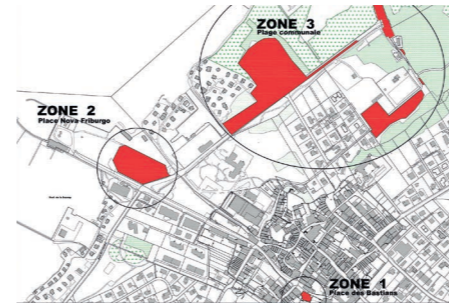 ZONE 3
Plage communale
ZONE 2
Place Nova Friburgo
ZONE 1
Place des Bastians